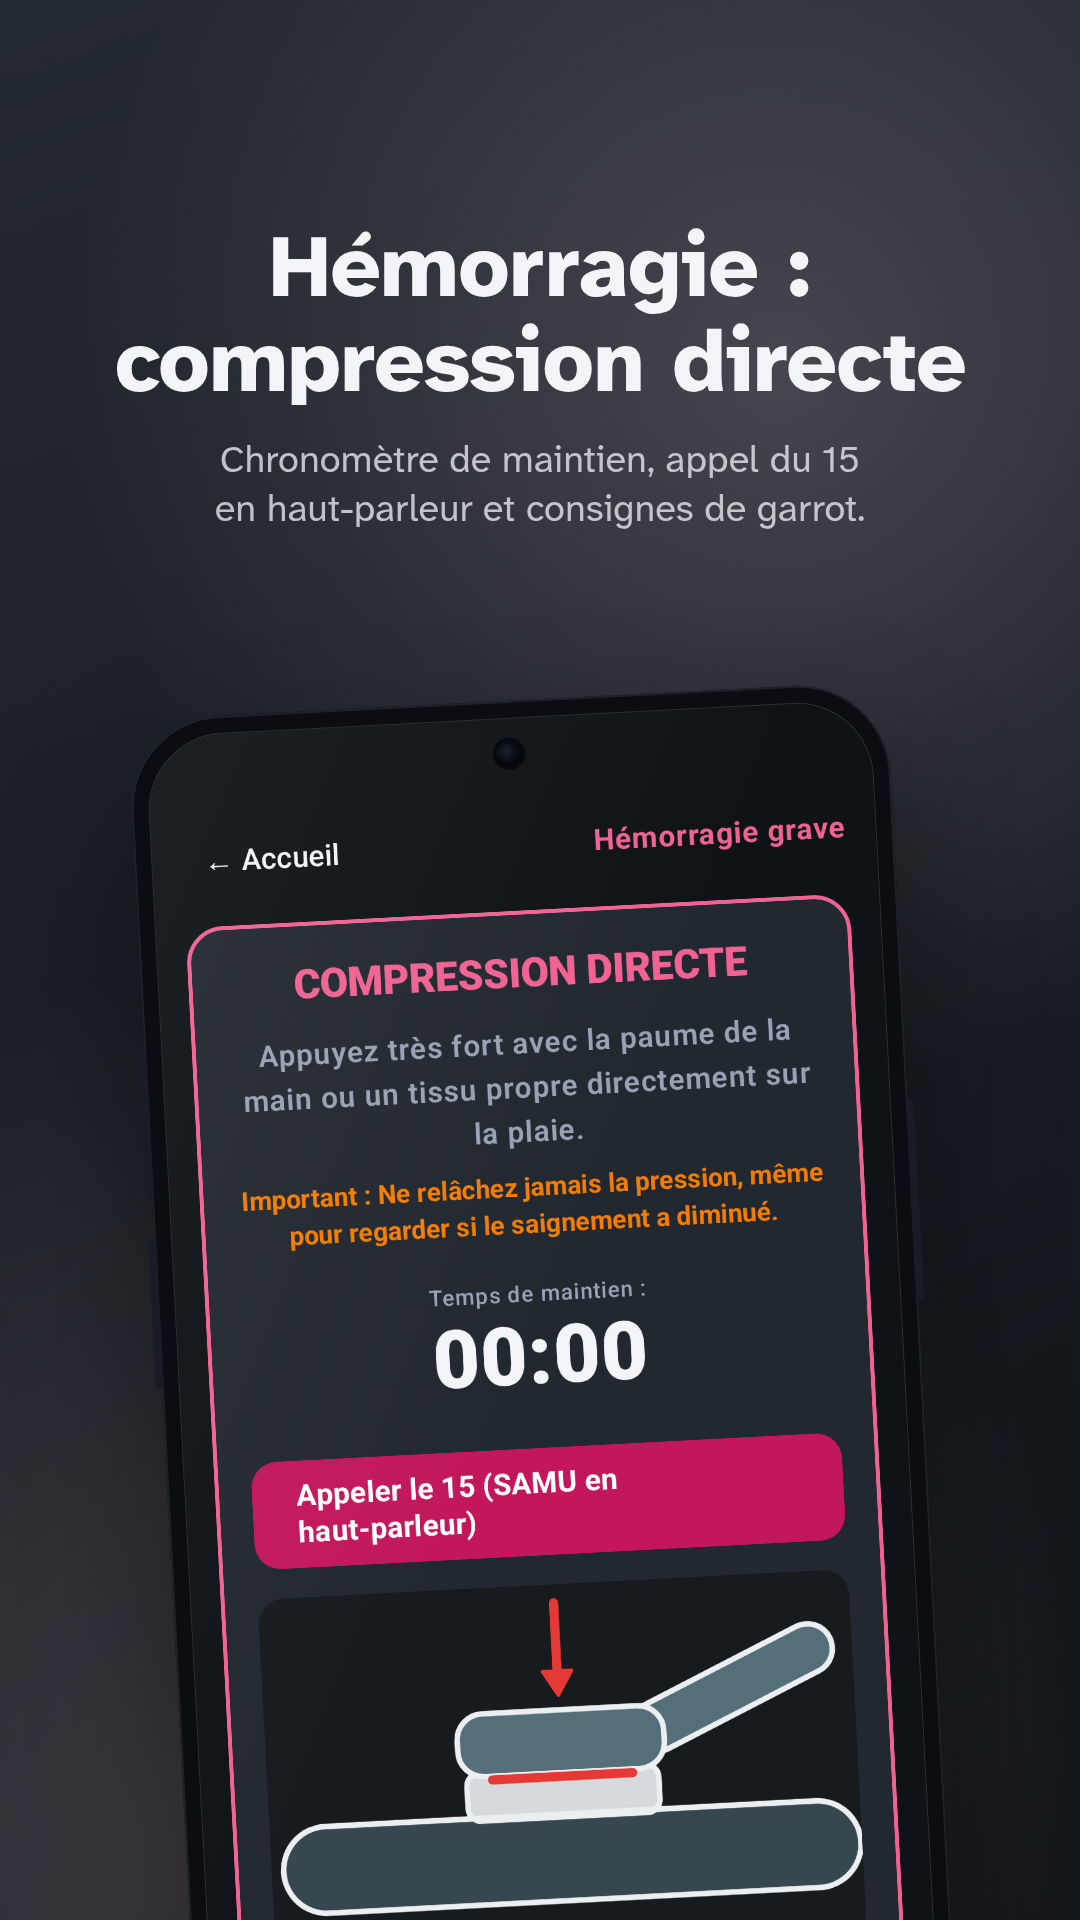 Hémorragie :
compression directe
Chronomètre de maintien, appel du 15
en haut-parleur et consignes de garrot.
← Accueil
Hémorragie grave
COMPRESSION DIRECTE
Appuyez très fort avec la paume de la
main ou un tissu propre directement sur
la plaie.
Important : Ne relâchez jamais la pression, même
pour regarder si le saignement a diminué.
Temps de maintien :
00:00
Appeler le 15 (SAMU en
haut-parleur)